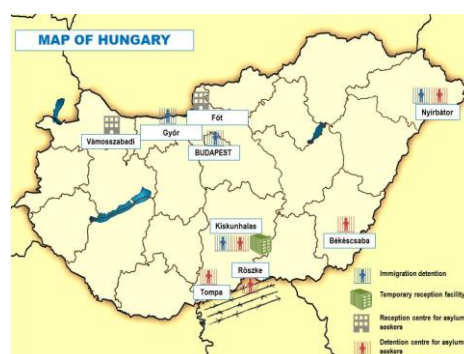 MAP OF HUNGARY
Nyírbátor
Fót
Vámosszabadi
Győr
BUDAPEST
Békéscsaba
Kiskunhalas
Röszke
Tompa
Immigration detention
Temporary reception facility
Reception centre for asylum
seekers
Detention centre for asylum
seekers